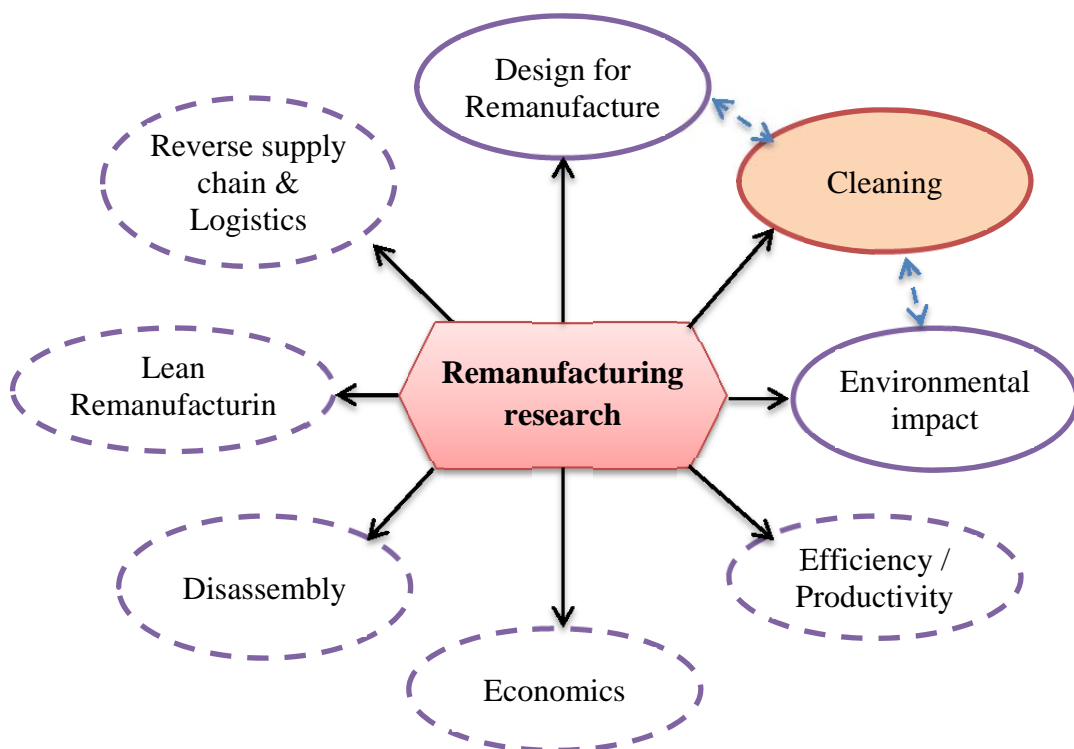 Design for
Remanufacture
Reverse supply
chain &
Logistics
Cleaning
Remanufacturing
research
Lean
Remanufacturin
Environmental
impact
Disassembly
Efficiency /
Productivity
Economics